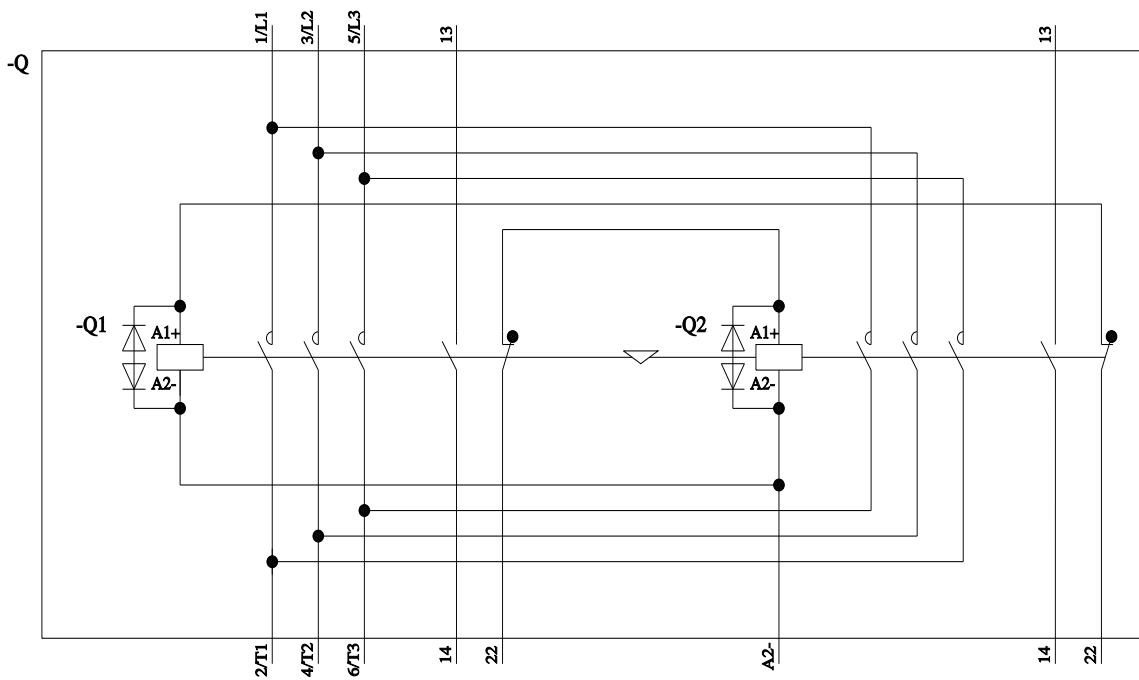 1/L1
3/L2
5/L3
13
13
-Q
-Q1
A1+
A2-
-Q2
A1+
A2-
2/T1
4/T2
6/T3
14
22
A2-
14
22